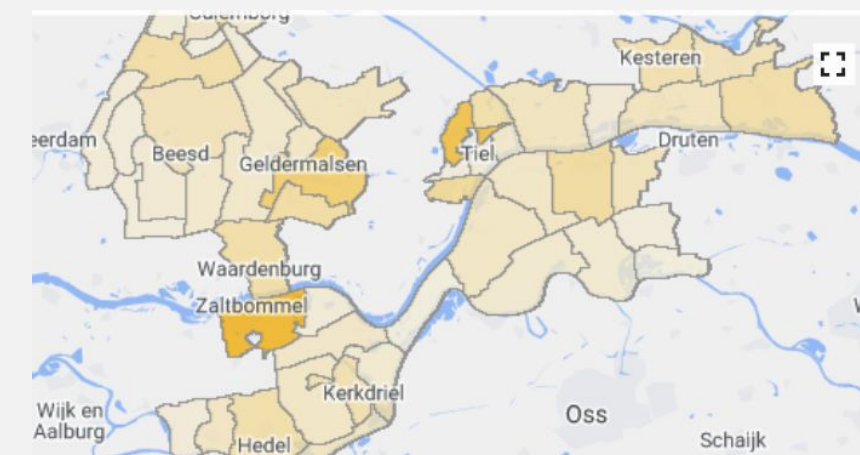 Kesteren
eerdam
Beesd
Geldermalsen
Tiel
Druten
Waardenburg
Zaltbommel
Kerkdriel
Wijk en
Aalburg
Oss
Hedel
Schaijk